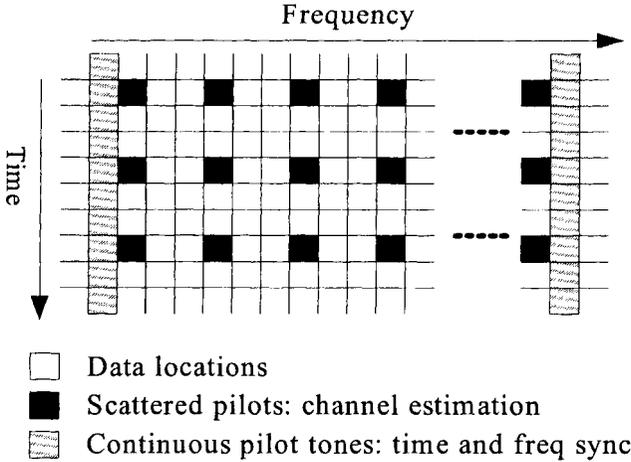 Frequency
Time
Data locations
Scattered pilots: channel estimation
Continuous pilot tones: time and freq sync